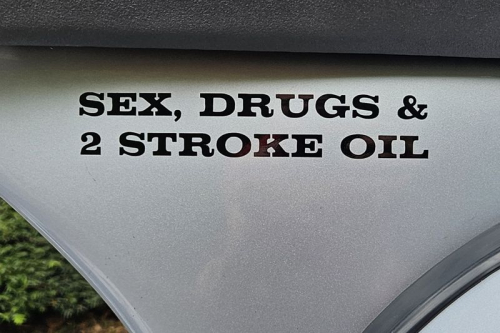 SEX, DRUGS &
2 STROKE OIL